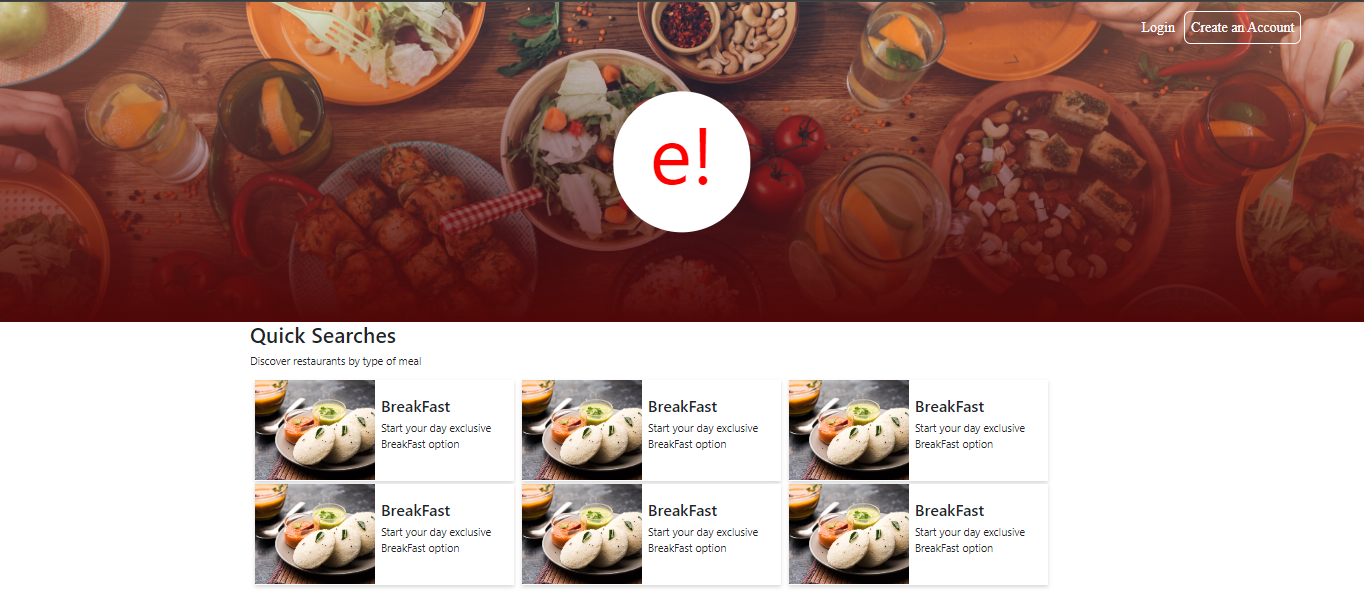 Login Create an Account
e!
Quick Searches
Discover restaurants by type of meal
BreakFast
Start your day exclusive
BreakFast option
BreakFast
Start your day exclusive
BreakFast option
BreakFast
Start your day exclusive
BreakFast option
BreakFast
Start your day exclusive
BreakFast option
BreakFast
Start your day exclusive
BreakFast option
BreakFast
Start your day exclusive
BreakFast option